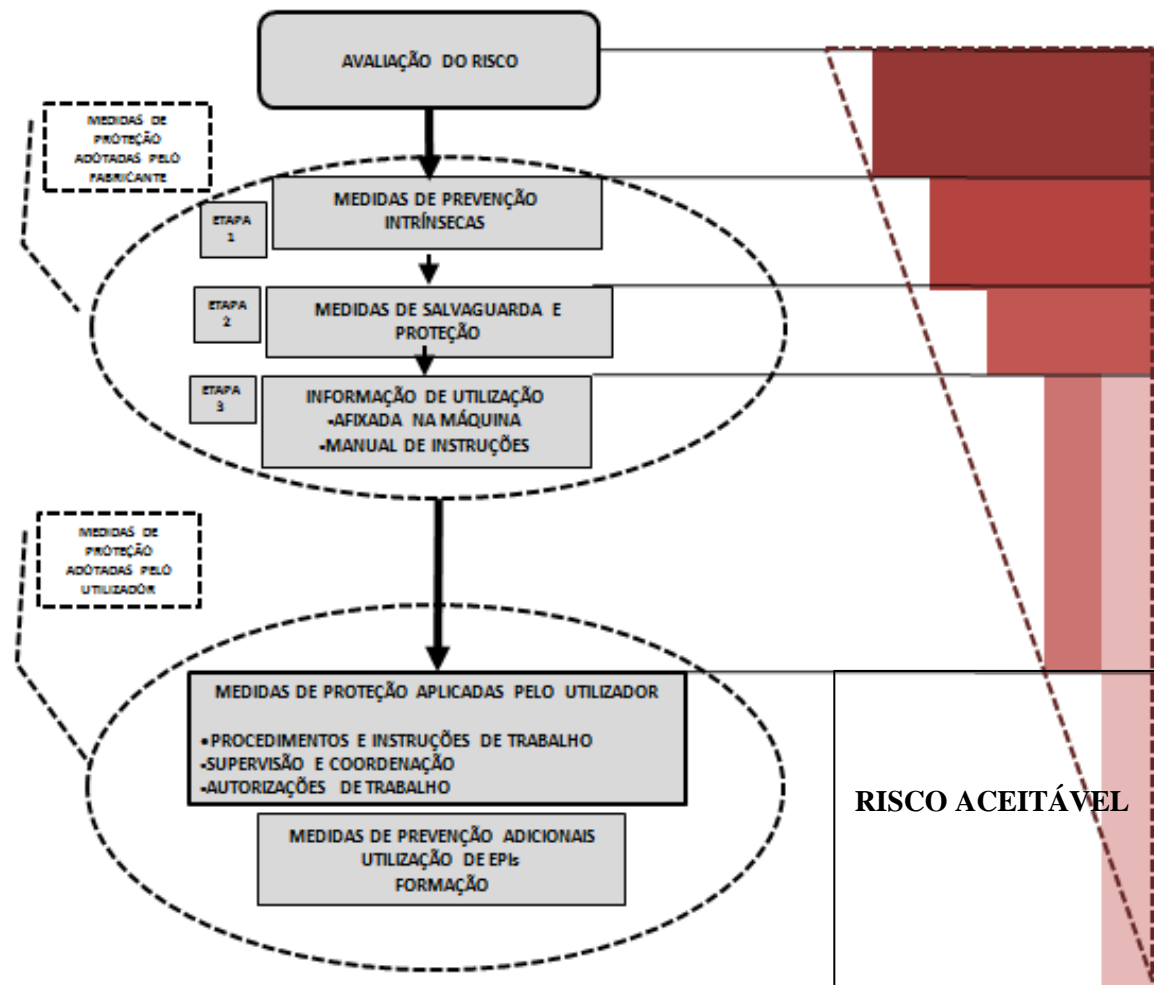 AVALIAÇÃO DO RISCO
MEDIDAS DE
PROTEÇÃO
ADOTADAS PELO
FABRICANTE
MEDIDAS DE PREVENÇÃO
INTRÍNSECAS
ETAPA
1
MEDIDAS DE SALVAGUARDA E
PROTEÇÃO
ETAPA
2
INFORMAÇÃO DE UTILIZAÇÃO
-AFIXADA NA MÁQUINA
-MANUAL DE INSTRUÇÕES
ETAPA
3
MEDIDAS DE
PROTEÇÃO
ADOTADAS PELO
UTILIZADOR
MEDIDAS DE PROTEÇÃO APLICADAS PELO UTILIZADOR
•PROCEDIMENTOS E INSTRUÇÕES DE TRABALHO
-SUPERVISÃO E COORDENAÇÃO
-AUTORIZAÇÕES DE TRABALHO
MEDIDAS DE PREVENÇÃO ADICIONAIS
UTILIZAÇÃO DE EPIs
FORMAÇÃO
RISCO ACEITÁVEL